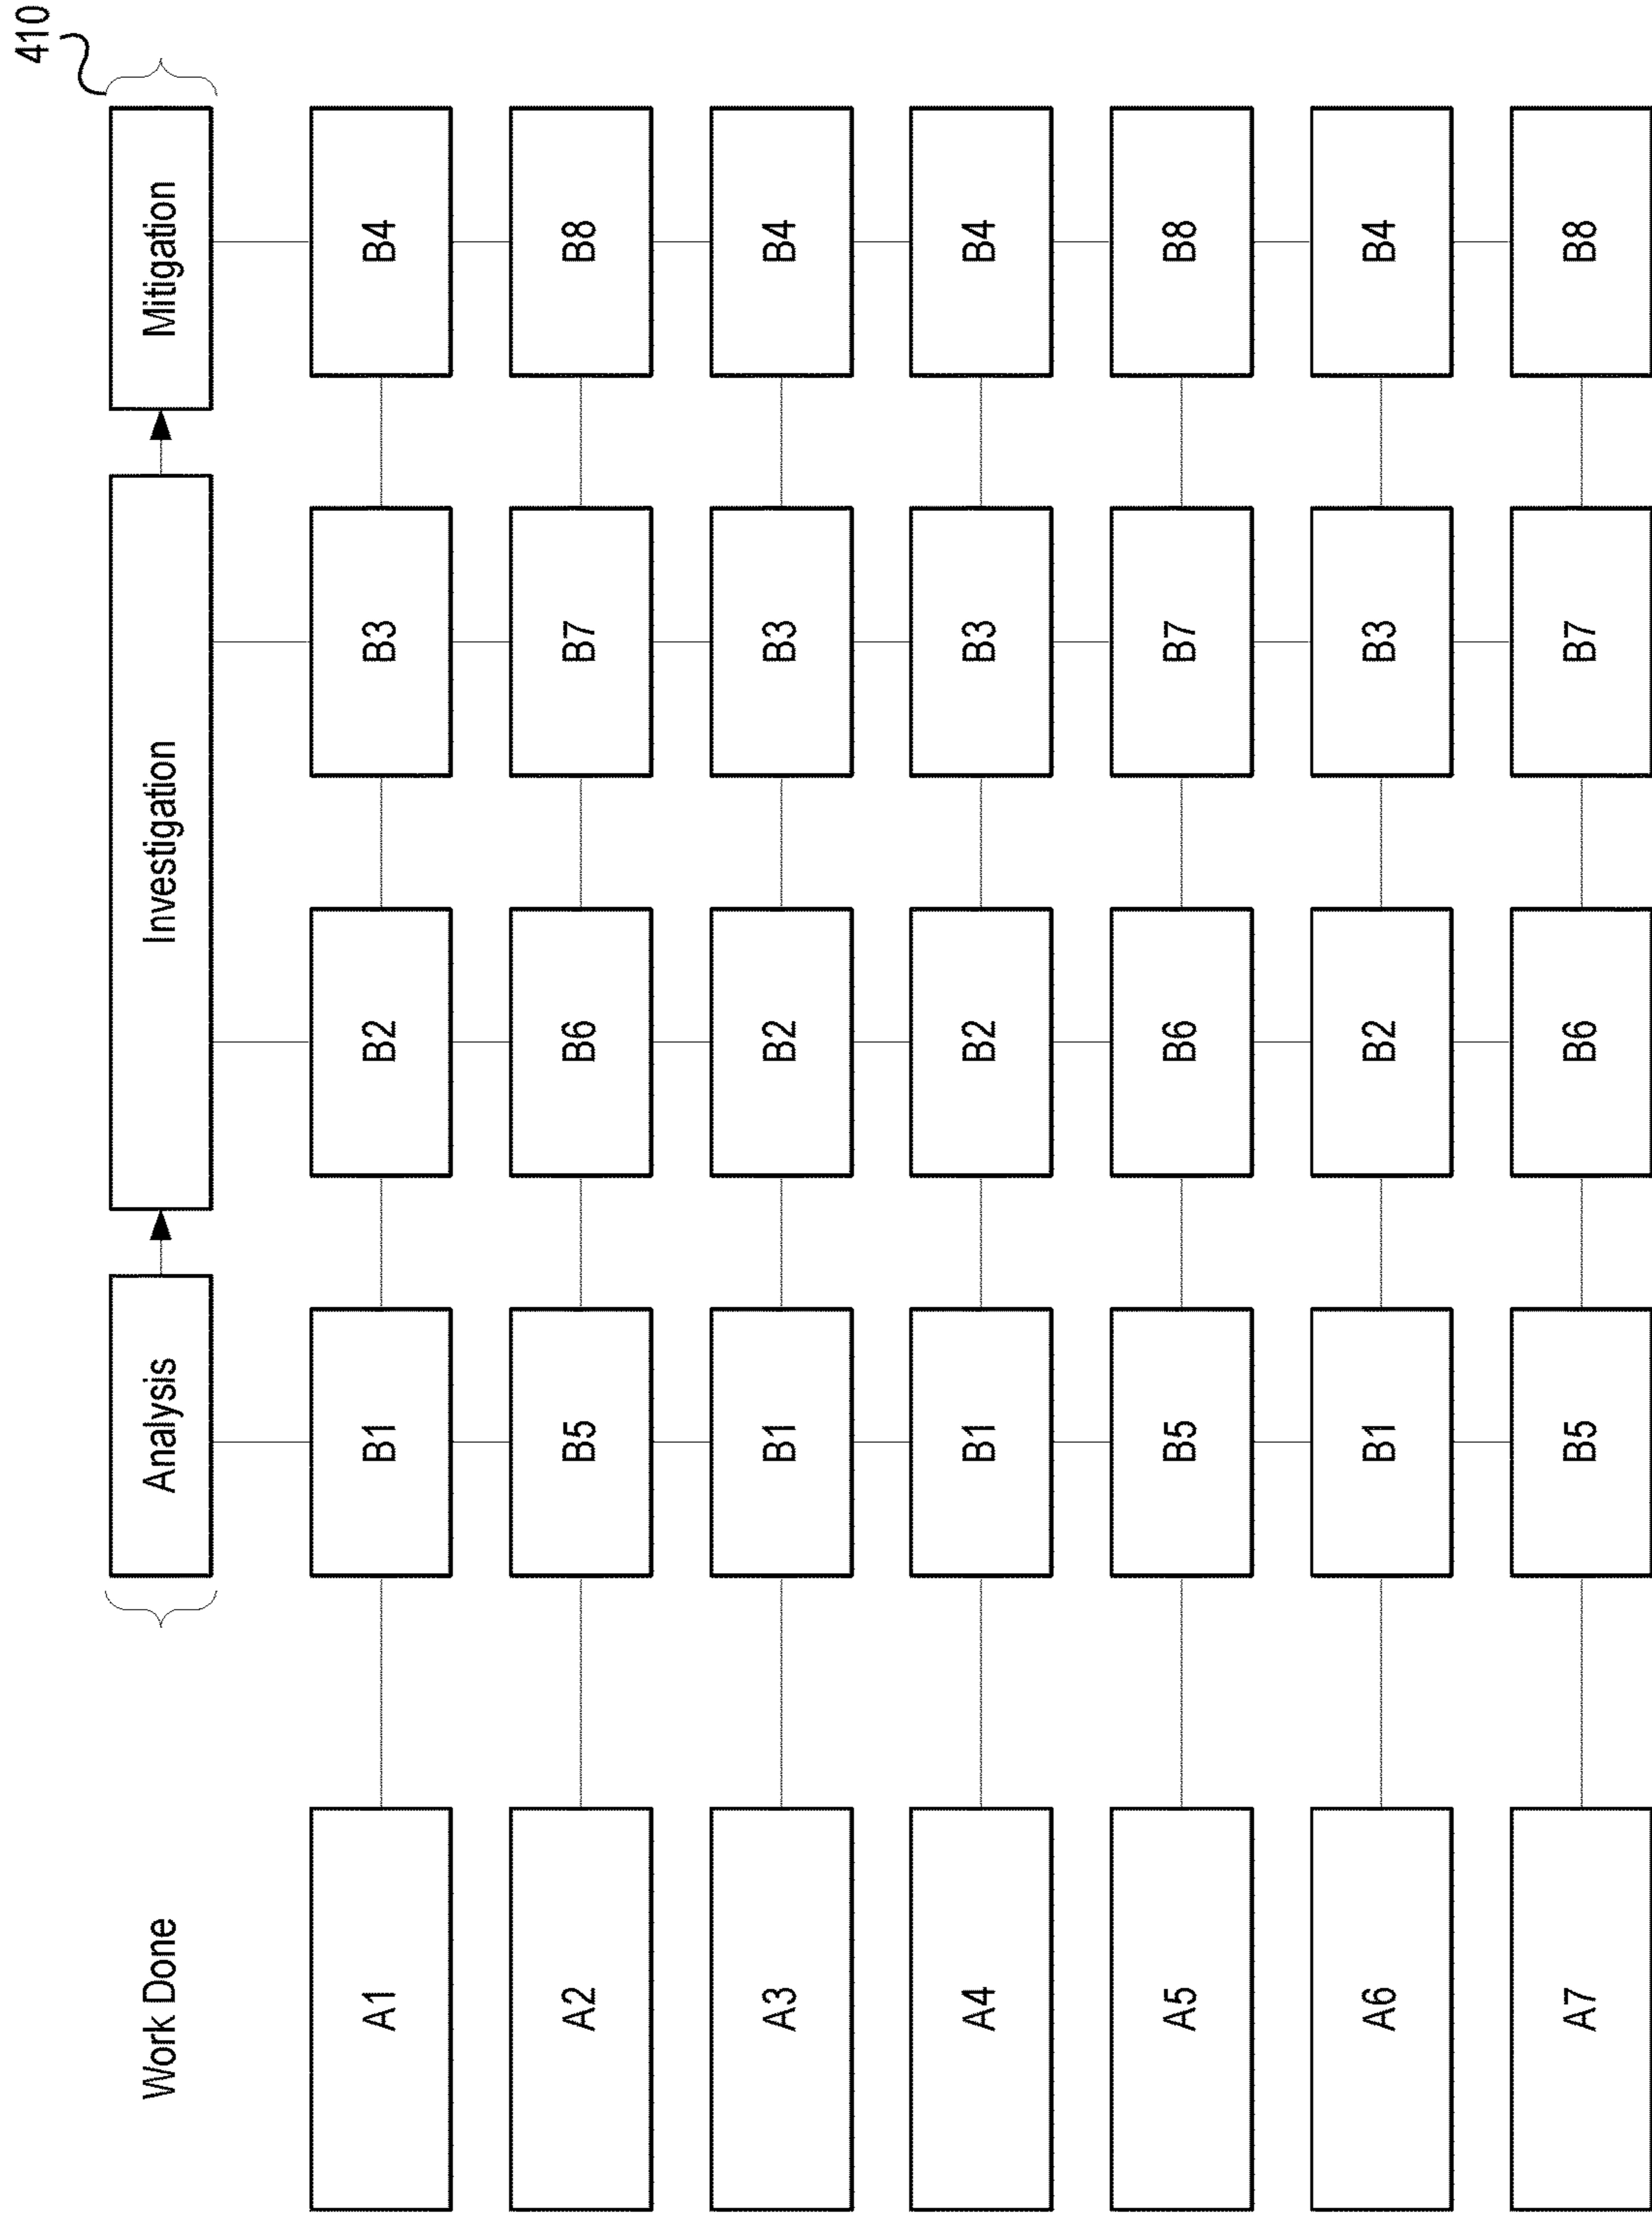 410
Work Done
Analysis
Investigation
Mitigation
A1
B1
B2
B3
B4
A2
B5
B6
B7
B8
A3
B1
B2
B3
B4
A4
B1
B2
B3
B4
A5
B5
B6
B7
B8
A6
B1
B2
B3
B4
A7
B5
B6
B7
B8